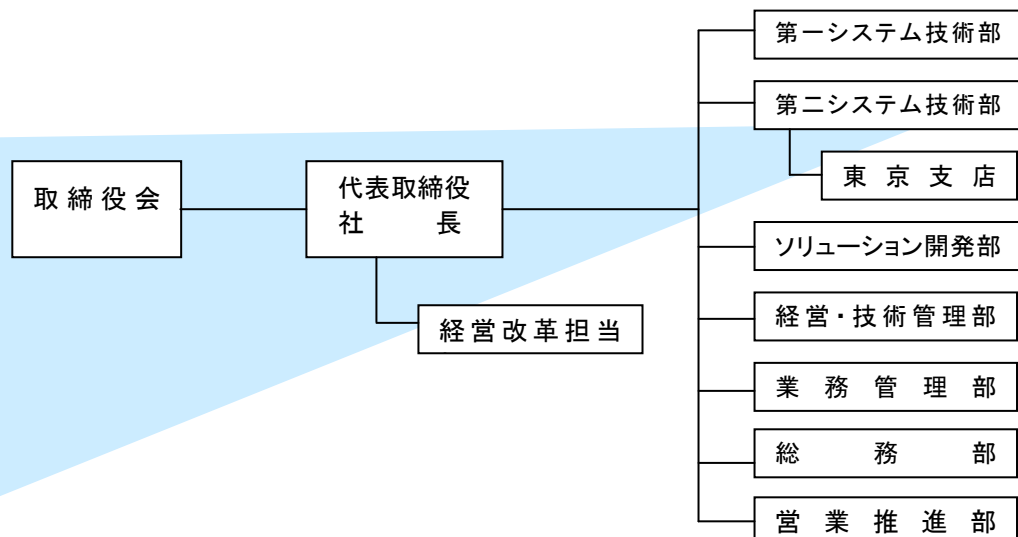 取締役会
代表取締役
社長
経営改革担当
第一システム技術部
第二システム技術部
東京支店
ソリューション開発部
経営・技術管理部
業務管理部
総務部
営業推進部